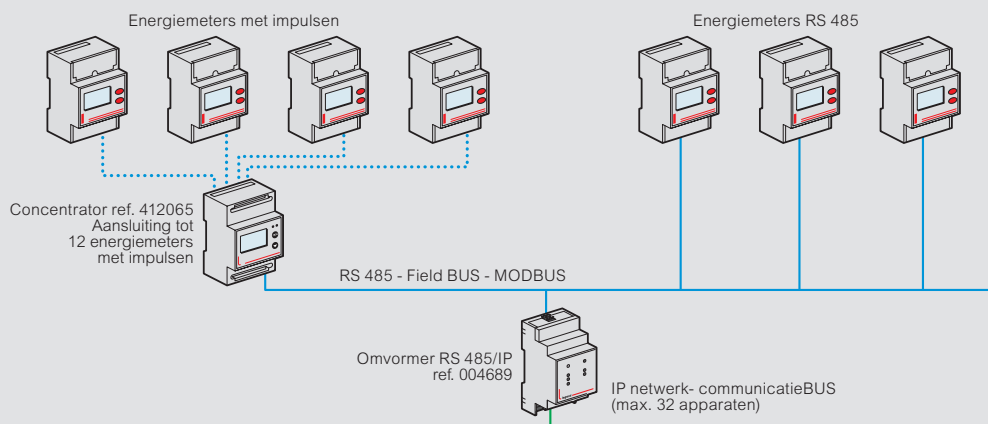 Energiemeters met impulsen
Energiemeters RS 485
Concentrator ref. 412065
Aansluiting tot
12 energiemeters
met impulsen
RS 485 - Field BUS - MODBUS
Omvormer RS 485/IP
ref. 004689
IP netwerk- communicatieBUS
(max. 32 apparaten)